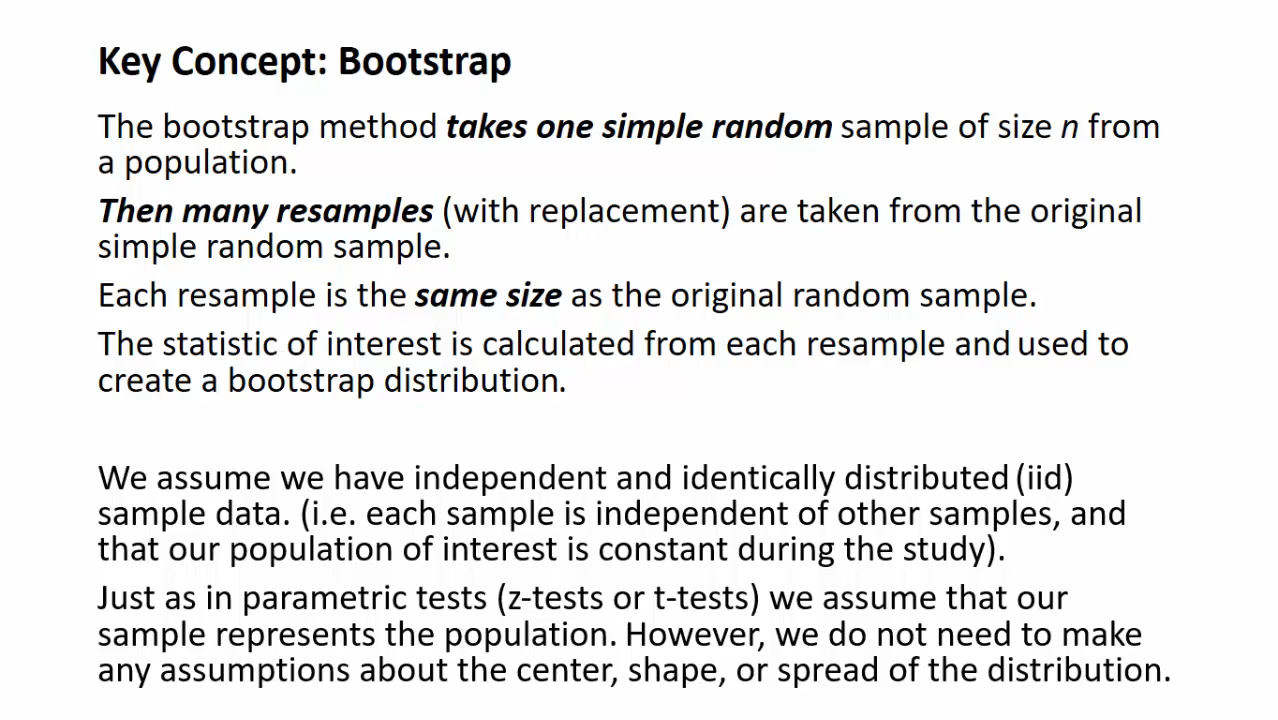 Key Concept: Bootstrap
The bootstrap method takes one simple random sample of size n from
a population.
Then many resamples (with replacement) are taken from the original
simple random sample.
Each resample is the same size as the original random sample.
The statistic of interest is calculated from each resample and used to
create a bootstrap distribution.
We assume we have independent and identically distributed (iid)
sample data. (i.e. each sample is independent of other samples, and
that our population of interest is constant during the study).
Just as in parametric tests (z-tests or t-tests) we assume that our
sample represents the population. However, we do not need to make
any assumptions about the center, shape, or spread of the distribution.